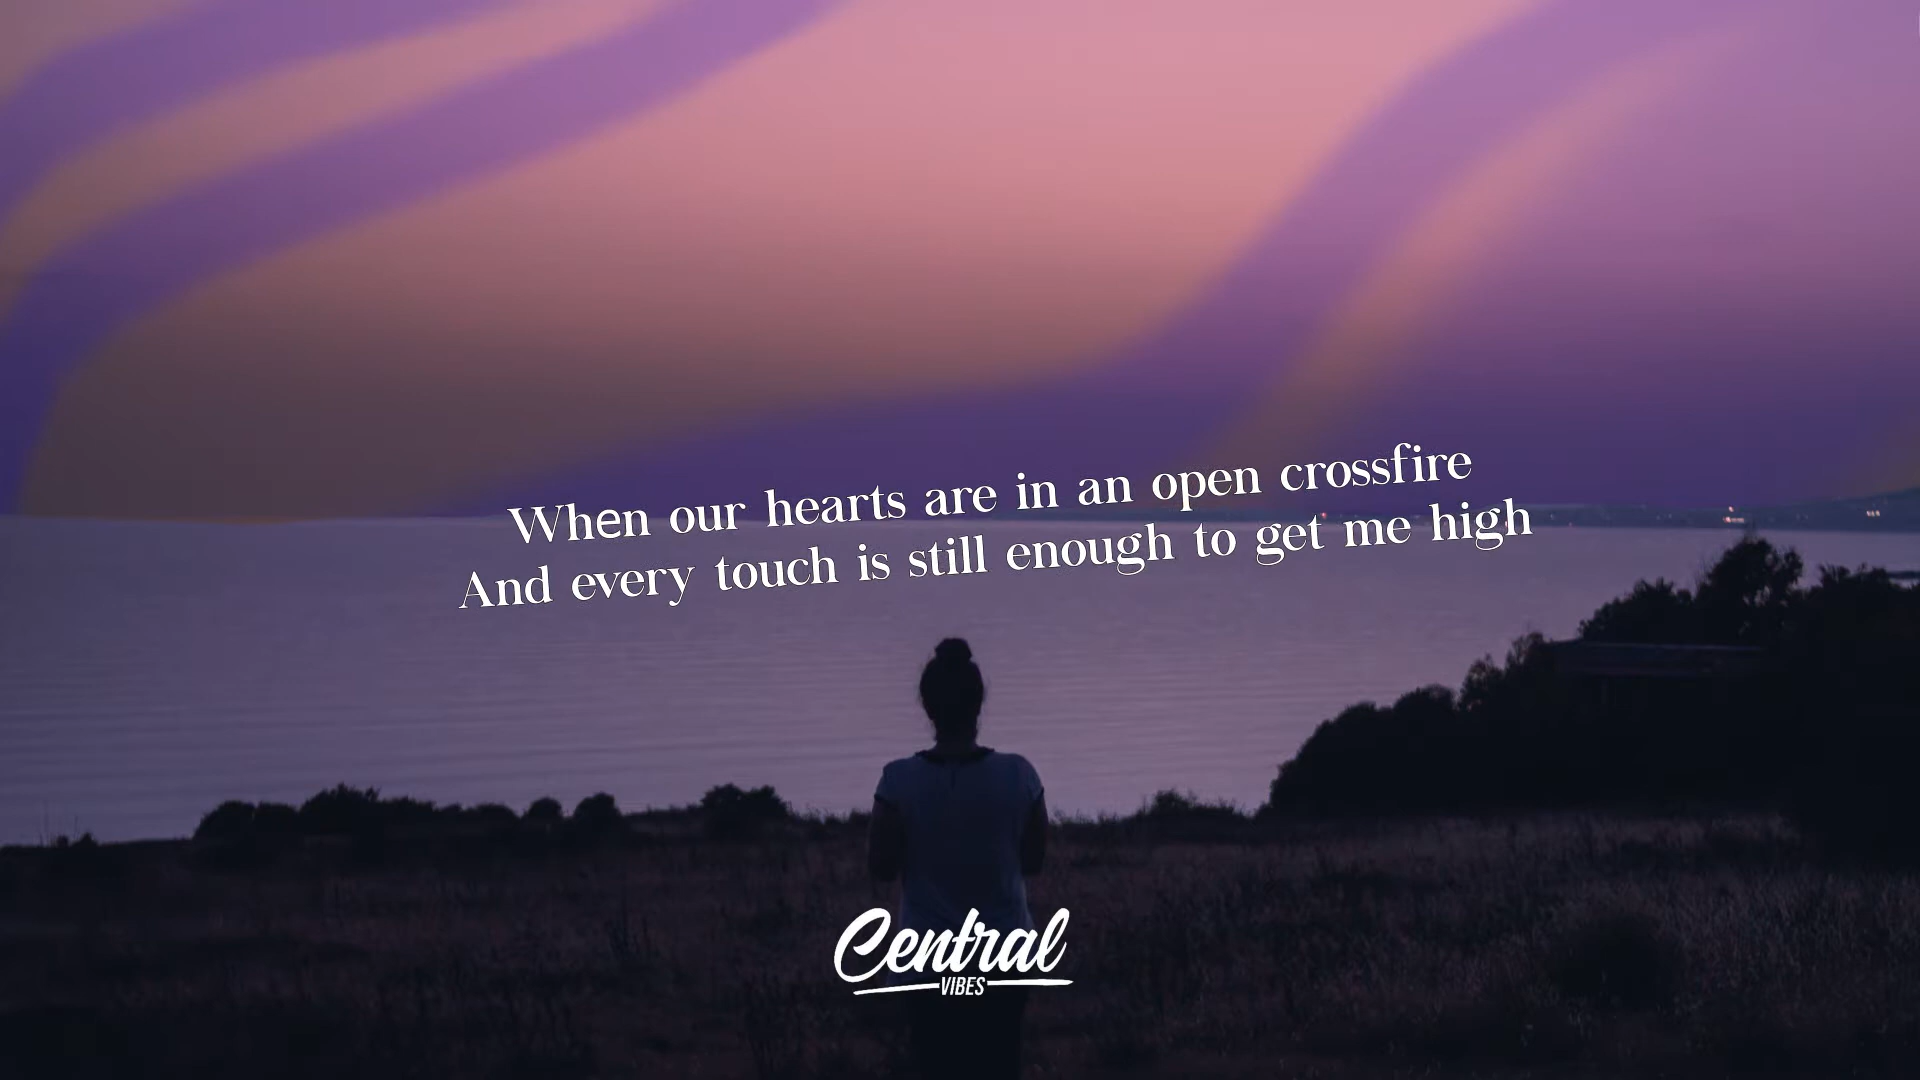 When our hearts are in an open crossfire
And every touch is still enough to get me high
Central
VIBES